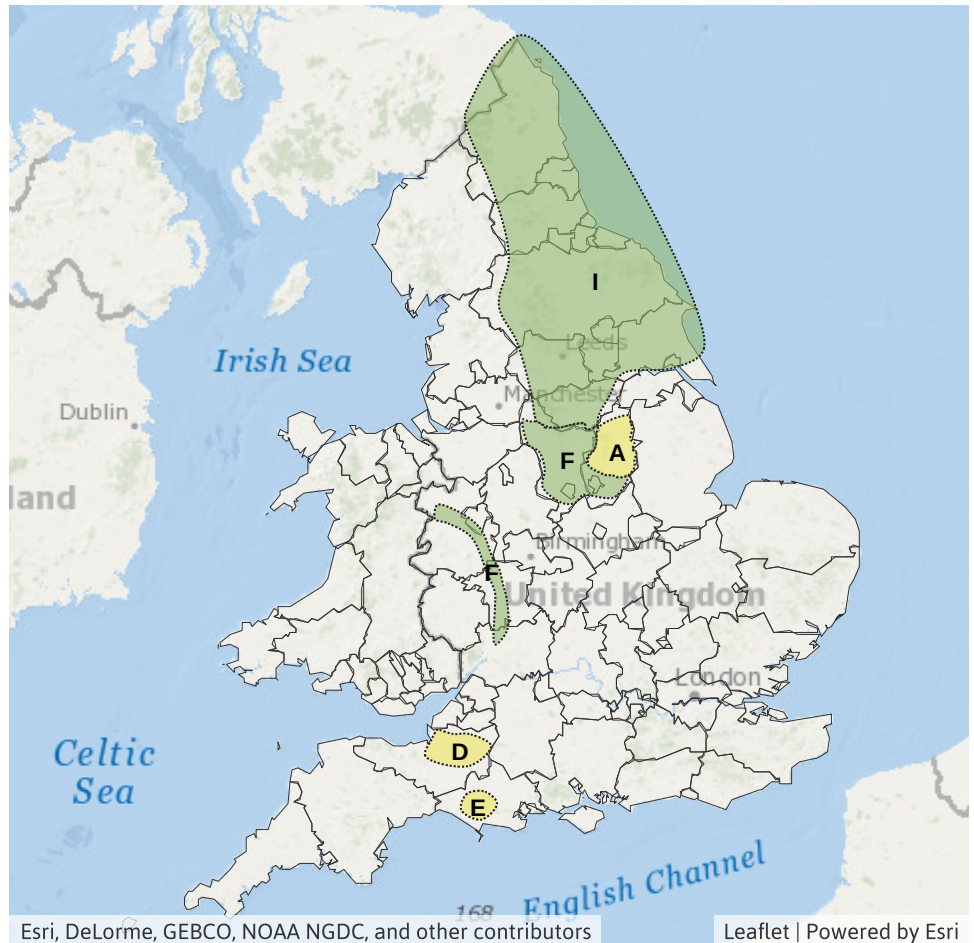 I
Leeds
Irish Sea
Manchester
Dublin
A
F
land
Birmingham
F
United Kingdom
London
Celtic
Sea
D
E
English Channel
168
Esri, DeLorme, GEBCO, NOAA NGDC, and other contributors
Leaflet | Powered by Esri